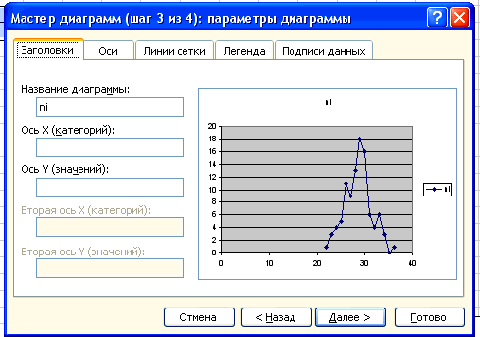 Мастер диаграмм (шаг 3 из 4): параметры диаграммы
Заголовки Оси Линии сетки Легенда Подписи данных
Название диаграммы:
ni
Ось X (категорий):
Ось Y (значений):
Вторая ось X (категорий):
Вторая ось Y (значений):
ni
20
18
16
14
12
10
8
6
4
2
0
0 10 20 30 40
ni
Отмена < Назад Далее > Готово